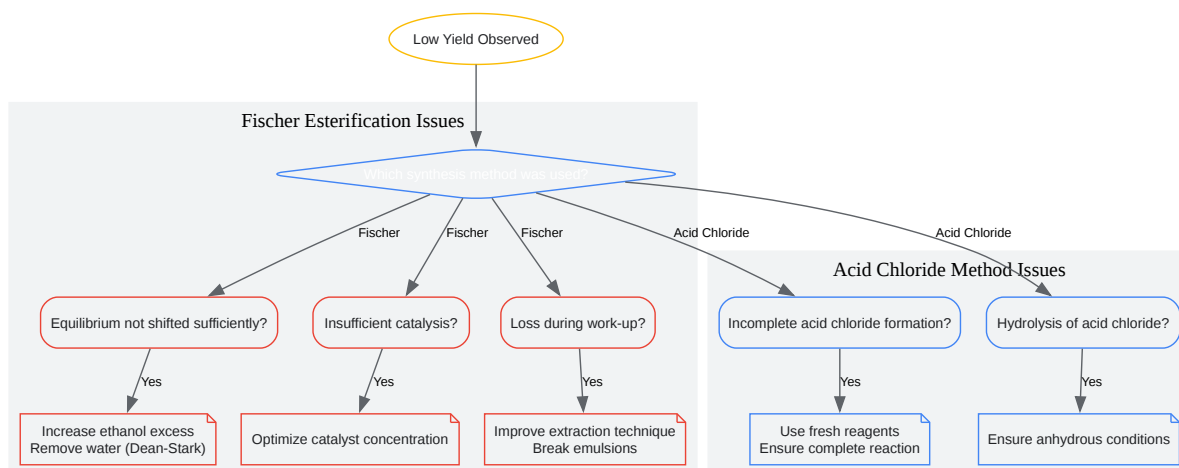 Low Yield Observed
Fischer Esterification Issues
Which synthesis method was used?
Fischer
Fischer
Fischer
Acid Chloride
Acid Chloride
Acid Chloride Method Issues
Equilibrium not shifted sufficiently?
Insufficient catalysis?
Loss during work-up?
Incomplete acid chloride formation?
Hydrolysis of acid chloride?
Yes
Yes
Yes
Yes
Yes
Increase ethanol excess
Remove water (Dean-Stark)
Optimize catalyst concentration
Improve extraction technique
Break emulsions
Use fresh reagents
Ensure complete reaction
Ensure anhydrous conditions